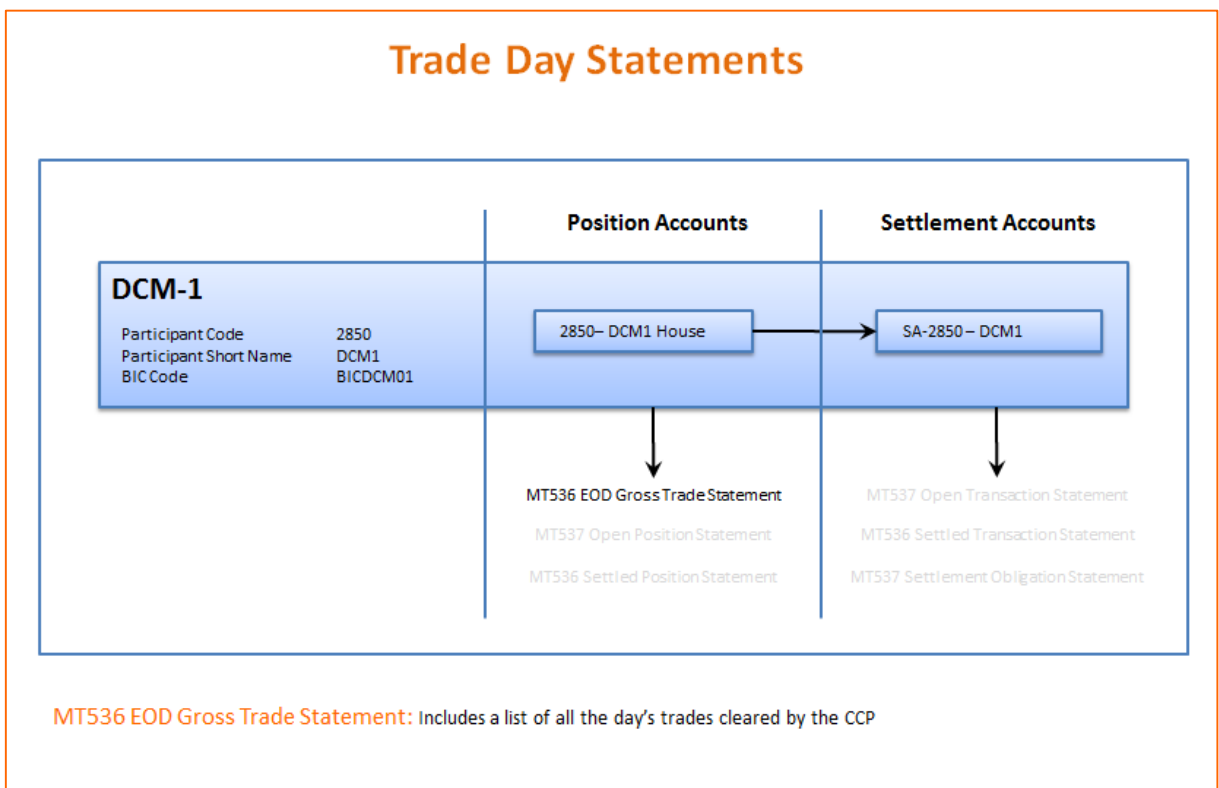 Trade Day Statements
Position Accounts
Settlement Accounts
DCM-1
Participant Code 2850
Participant Short Name DCM1
BIC Code BICDCM01
2850– DCM1 House
SA-2850 – DCM1
MT536 EOD Gross Trade Statement
MT537 Open Position Statement
MT536 Settled Position Statement
MT537 Open Transaction Statement
MT536 Settled Transaction Statement
MT537 Settlement Obligation Statement
MT536 EOD Gross Trade Statement: Includes a list of all the day’s trades cleared by the CCP